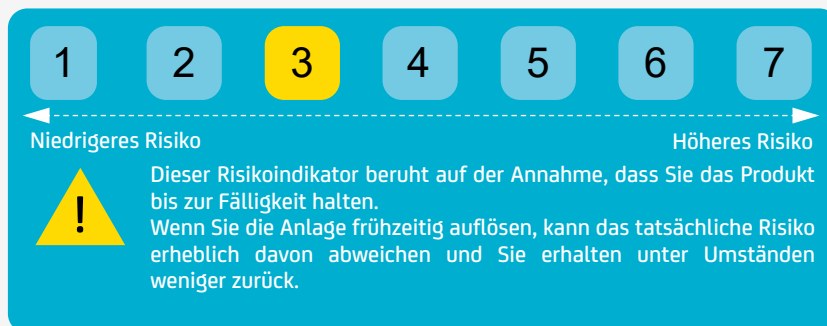 1 2 3 4 5 6 7
Niedrigeres Risiko Höheres Risiko
!
Dieser Risikoindikator beruht auf der Annahme, dass Sie das Produkt
bis zur Fälligkeit halten.
Wenn Sie die Anlage frühzeitig auflösen, kann das tatsächliche Risiko
erheblich davon abweichen und Sie erhalten unter Umständen
weniger zurück.